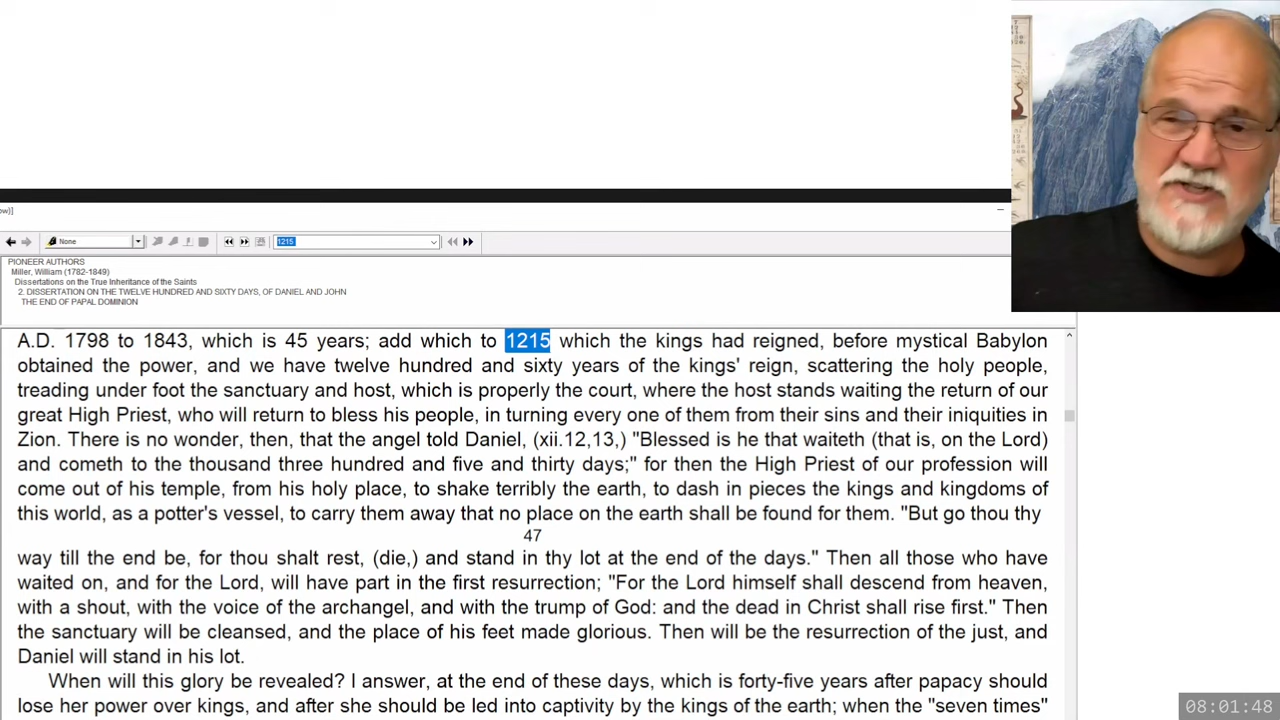 ow)]
None
1215
PIONEER AUTHORS
Miller, William (1782-1849)
Dissertations on the True Inheritance of the Saints
2. DISSERTATION ON THE TWELVE HUNDRED AND SIXTY DAYS, OF DANIEL AND JOHN
THE END OF PAPAL DOMINION
A.D. 1798 to 1843, which is 45 years; add which to 1215 which the kings had reigned, before mystical Babylon
obtained the power, and we have twelve hundred and sixty years of the kings' reign, scattering the holy people,
treading under foot the sanctuary and host, which is properly the court, where the host stands waiting the return of our
great High Priest, who will return to bless his people, in turning every one of them from their sins and their iniquities in
Zion. There is no wonder, then, that the angel told Daniel, (xii.12,13,) "Blessed is he that waiteth (that is, on the Lord)
and cometh to the thousand three hundred and five and thirty days;" for then the High Priest of our profession will
come out of his temple, from his holy place, to shake terribly the earth, to dash in pieces the kings and kingdoms of
this world, as a potter's vessel, to carry them away that no place on the earth shall be found for them. "But go thou thy
47
way till the end be, for thou shalt rest, (die,) and stand in thy lot at the end of the days." Then all those who have
waited on, and for the Lord, will have part in the first resurrection; "For the Lord himself shall descend from heaven,
with a shout, with the voice of the archangel, and with the trump of God: and the dead in Christ shall rise first." Then
the sanctuary will be cleansed, and the place of his feet made glorious. Then will be the resurrection of the just, and
Daniel will stand in his lot.
When will this glory be revealed? I answer, at the end of these days, which is forty-five years after papacy should
lose her power over kings, and after she should be led into captivity by the kings of the earth; when the "seven times"
08:01:48